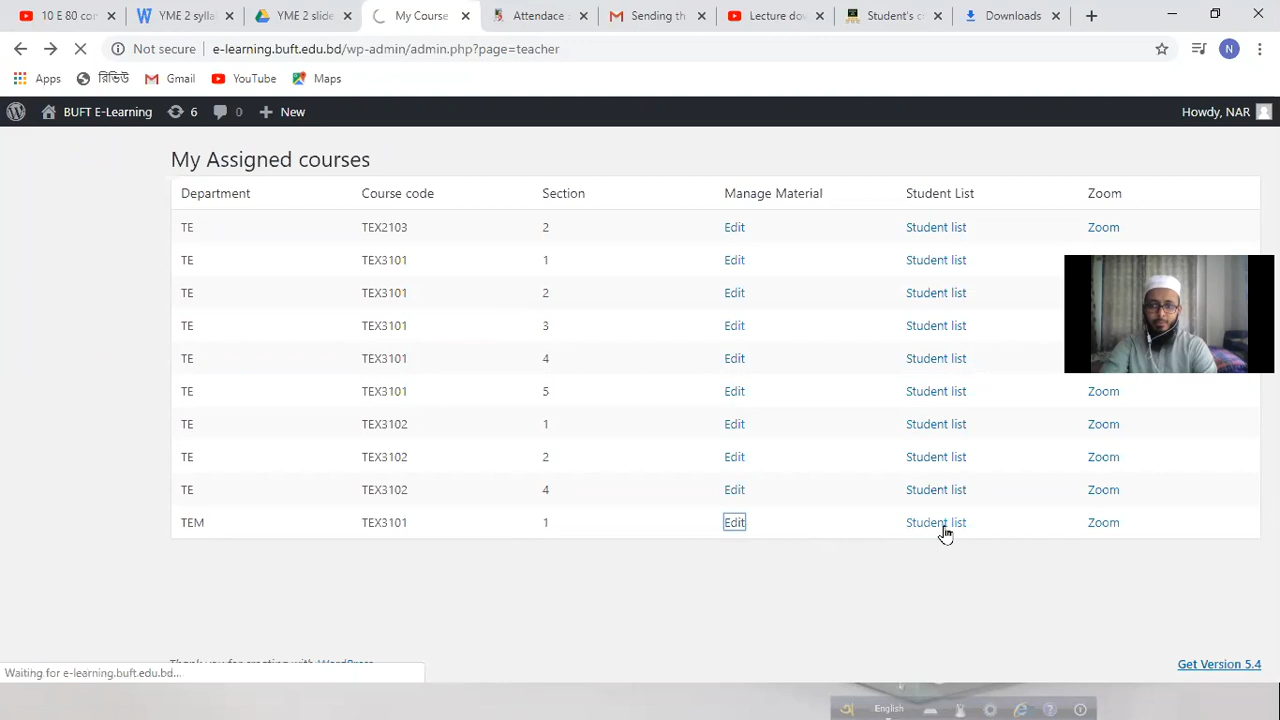 10 E 80 cor
YME 2 sylla
YME 2 slide
My Course
Attendace s
Sending th
Lecture dow
Student's c
Downloads
Not secure
e-learning.buft.edu.bd/wp-admin/admin.php?page=teacher
N
Apps
রিভিউ
Gmail
YouTube
Maps
BUFT E-Learning
6
0
New
Howdy, NAR
My Assigned courses
Department Course code Section Manage Material Student List Zoom
TE TEX2103 2 Edit Student list Zoom
TE TEX3101 1 Edit Student list
TE TEX3101 2 Edit Student list
TE TEX3101 3 Edit Student list
TE TEX3101 4 Edit Student list
TE TEX3101 5 Edit Student list Zoom
TE TEX3102 1 Edit Student list Zoom
TE TEX3102 2 Edit Student list Zoom
TE TEX3102 4 Edit Student list Zoom
TEM TEX3101 1 Edit Student list Zoom
Thank you for creating with WordPress
Get Version 5.4
Waiting for e-learning.buft.edu.bd...
English